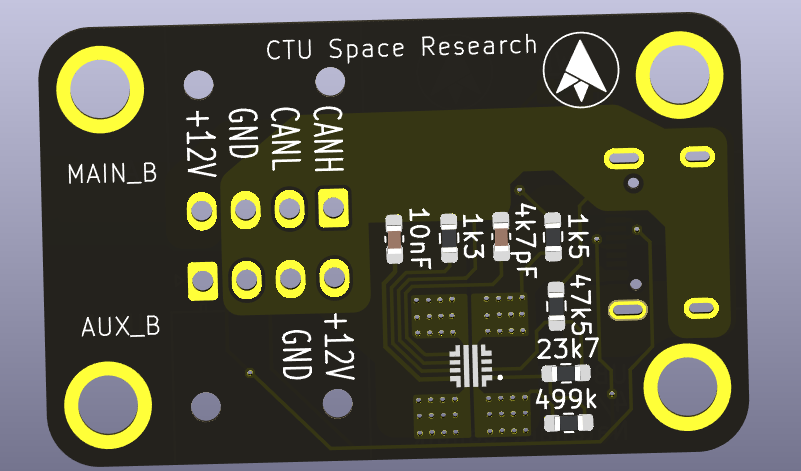 CTU Space Research
+12V
GND
CANL
CANH
MAIN_B
10nF
1k3
4k7pF
1k5
47k5
AUX_B
GND
+12V
23k7
499k